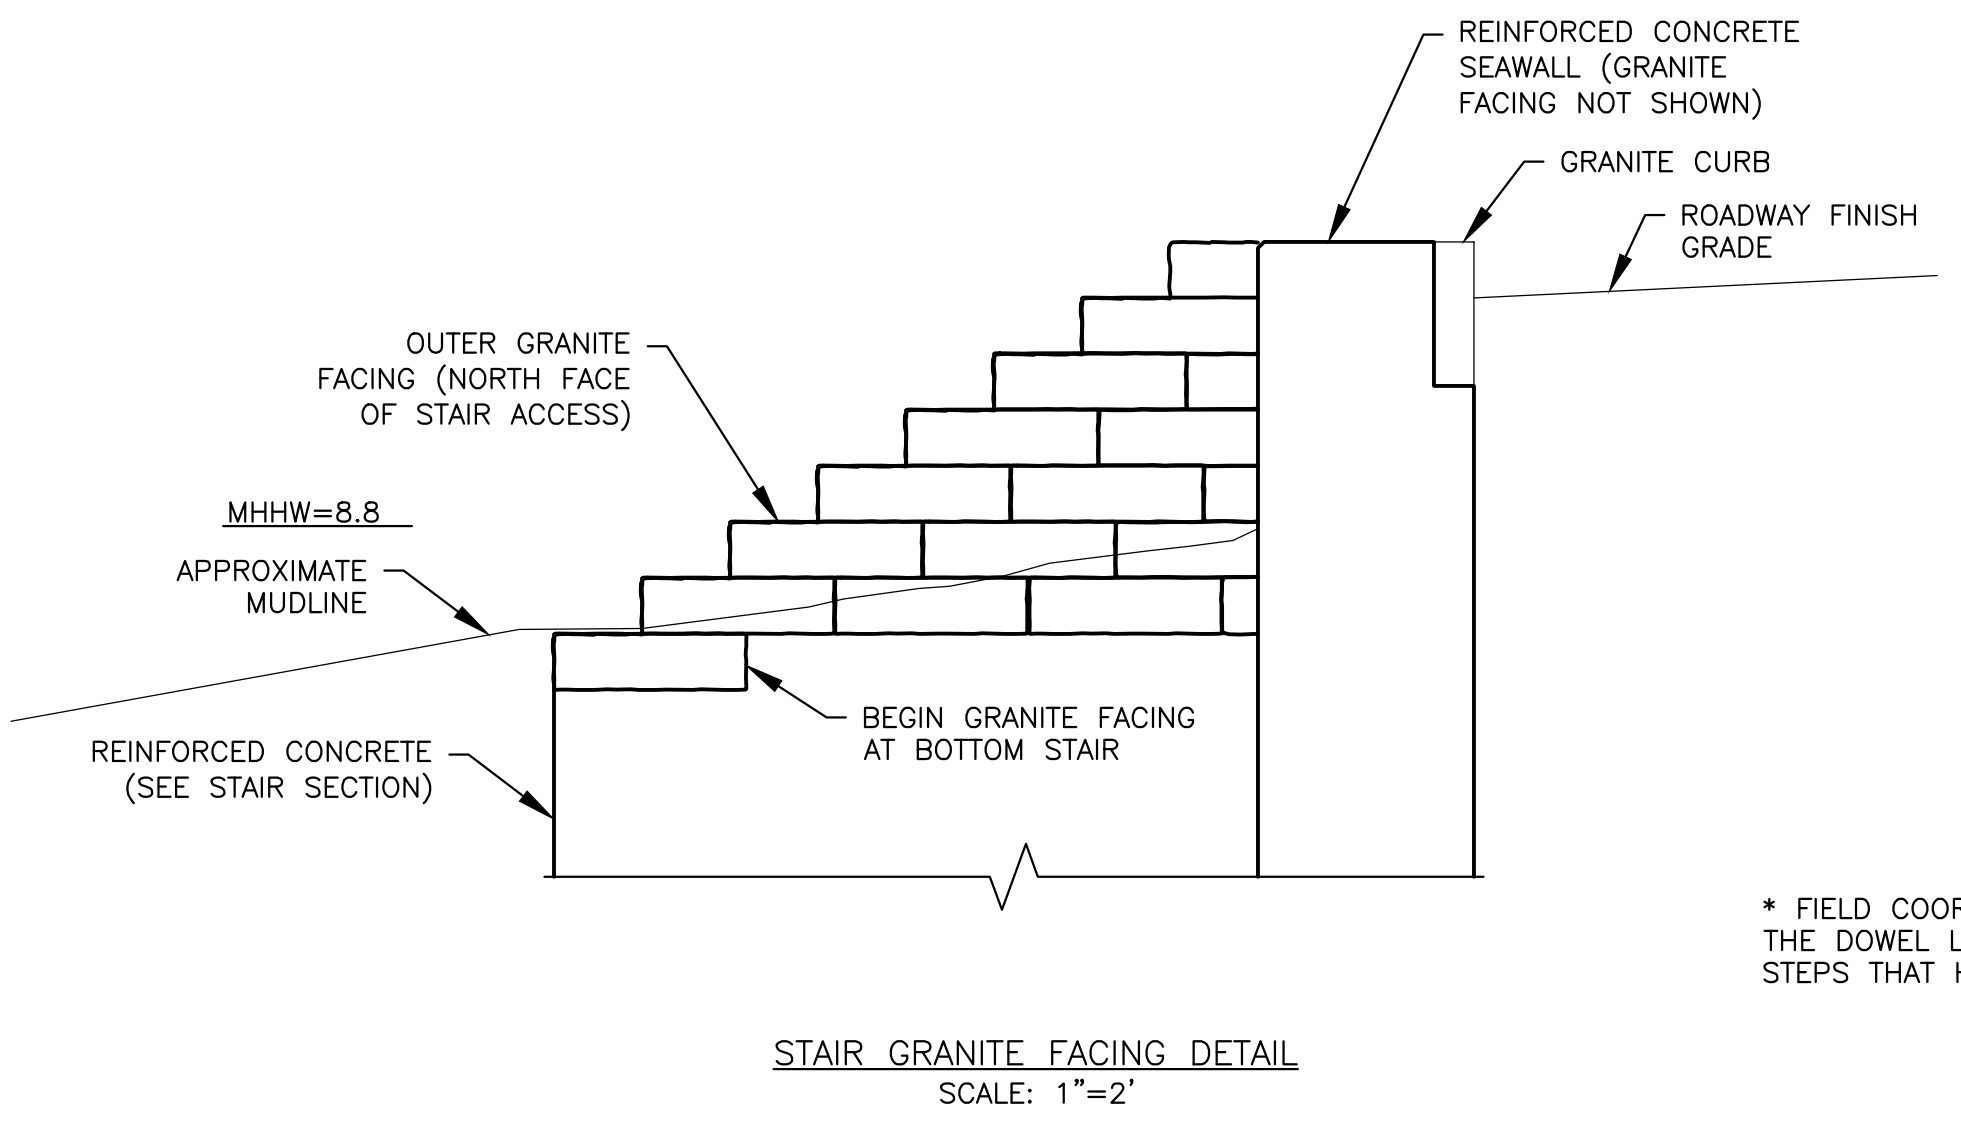 REINFORCED CONCRETE
SEAWALL (GRANITE
FACING NOT SHOWN)
GRANITE CURB
ROADWAY FINISH
GRADE
OUTER GRANITE
FACING (NORTH FACE
OF STAIR ACCESS)
MHHW=8.8
APPROXIMATE
MUDLINE
BEGIN GRANITE FACING
AT BOTTOM STAIR
REINFORCED CONCRETE
(SEE STAIR SECTION)
* FIELD
THE DOWEL
STEPS THAT
STAIR GRANITE FACING DETAIL
SCALE: 1"=2'